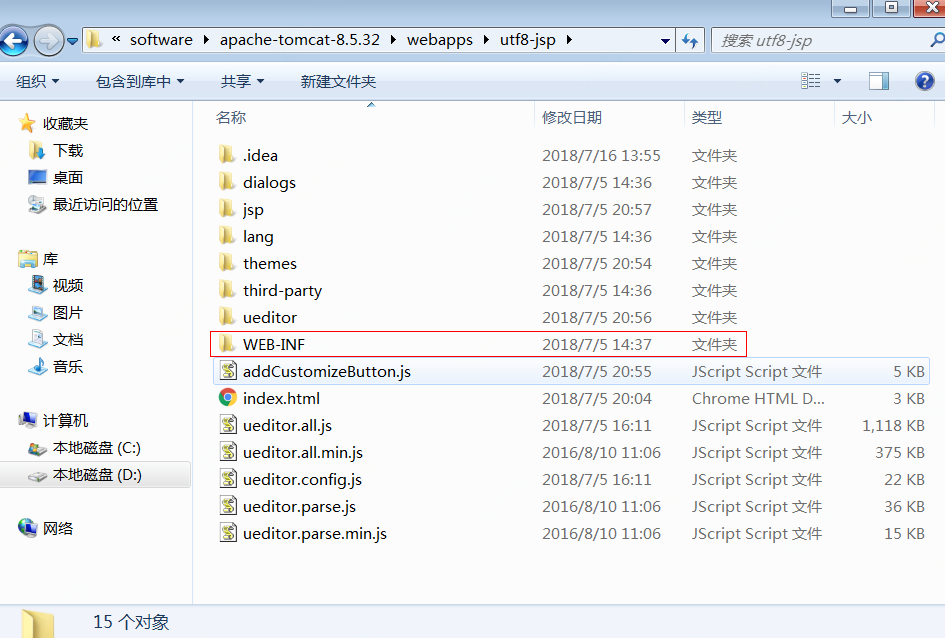 « software apache-tomcat-8.5.32 webapps utf8-jsp 搜索 utf8-jsp
组织 包含到库中 共享 新建文件夹
收藏夹
下载
桌面
最近访问的位置
库
视频
图片
文档
音乐
计算机
本地磁盘 (C:)
本地磁盘 (D:)
网络
名称 修改日期 类型 大小
.idea 2018/7/16 13:55 文件夹
dialogs 2018/7/5 14:36 文件夹
jsp 2018/7/5 20:57 文件夹
lang 2018/7/5 14:36 文件夹
themes 2018/7/5 20:54 文件夹
third-party 2018/7/5 14:36 文件夹
ueditor 2018/7/5 20:56 文件夹
WEB-INF 2018/7/5 14:37 文件夹
addCustomizeButton.js 2018/7/5 20:55 JScript Script 文件 5 KB
index.html 2018/7/5 20:04 Chrome HTML D... 3 KB
ueditor.all.js 2018/7/5 16:11 JScript Script 文件 1,118 KB
ueditor.all.min.js 2016/8/10 11:06 JScript Script 文件 375 KB
ueditor.config.js 2018/7/5 16:11 JScript Script 文件 22 KB
ueditor.parse.js 2016/8/10 11:06 JScript Script 文件 36 KB
ueditor.parse.min.js 2016/8/10 11:06 JScript Script 文件 15 KB
15 个对象